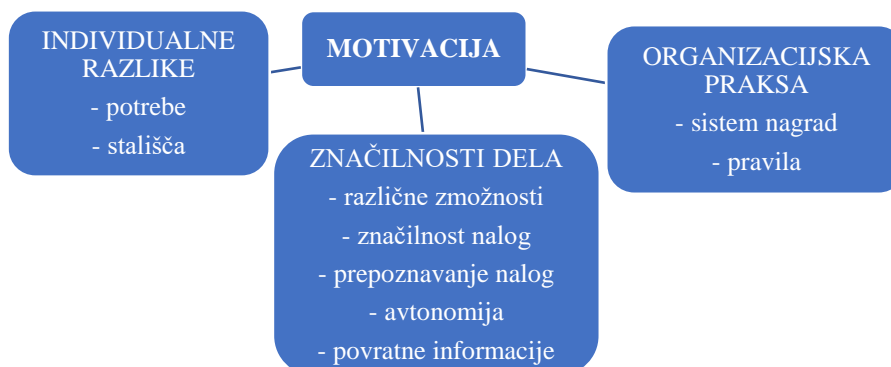 MOTIVACIJA
INDIVIDUALNE
RAZLIKE
- potrebe
- stališča
ZNAČILNOSTI DELA
- različne zmožnosti
- značilnost nalog
- prepoznavanje nalog
- avtonomija
- povratne informacije
ORGANIZACIJSKA
PRAKSA
- sistem nagrad
- pravila